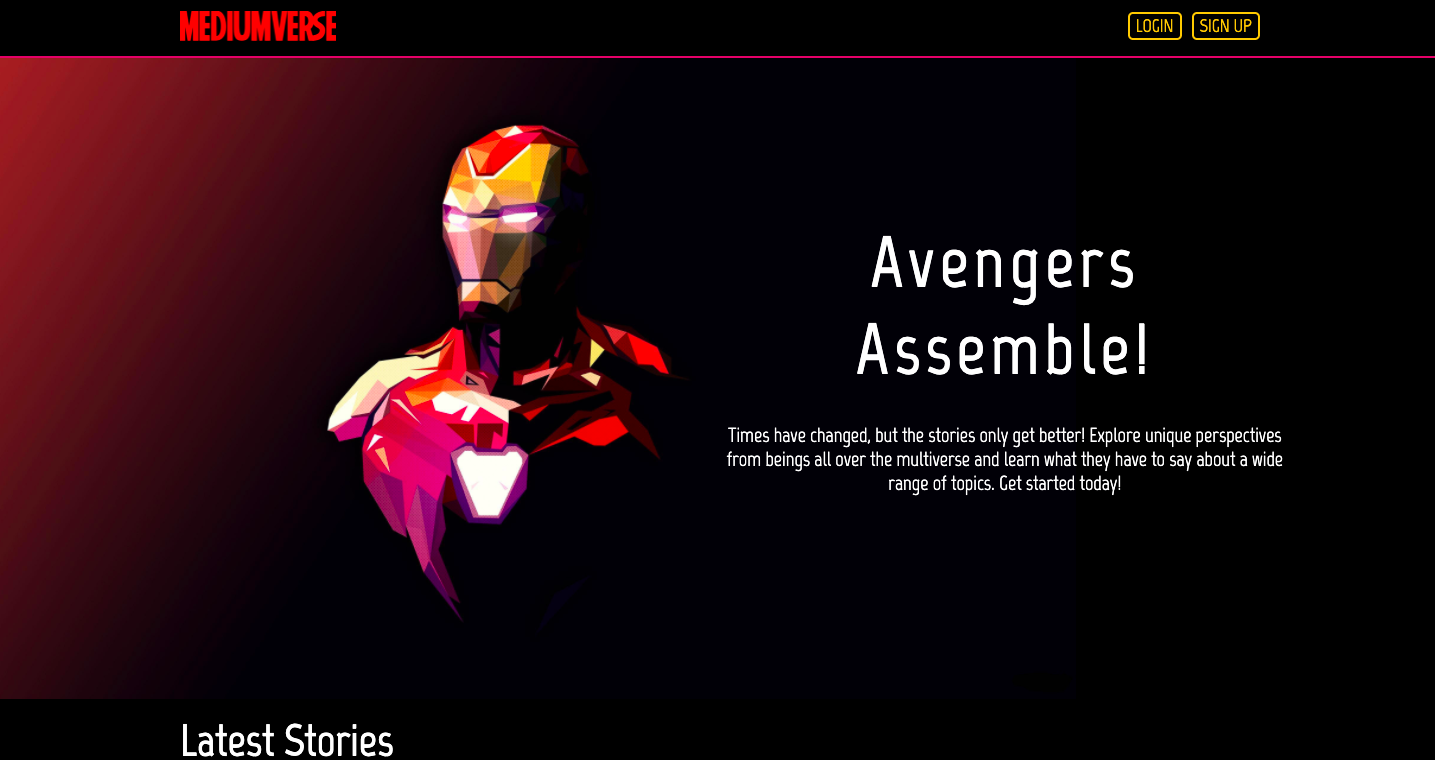 MEDIUMVERSE
LOGIN
SIGN UP
Avengers
Assemble!
Times have changed, but the stories only get better! Explore unique perspectives
from beings all over the multiverse and learn what they have to say about a wide
range of topics. Get started today!
Latest Stories